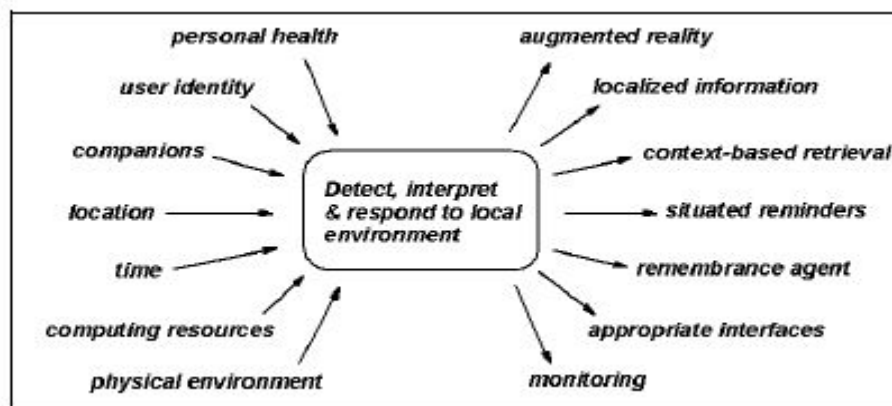 personal health
user identity
companions
location
time
computing resources
physical environment
Detect, interpret
& respond to local
environment
augmented reality
localized information
context-based retrieval
situated reminders
remembrance agent
appropriate interfaces
monitoring